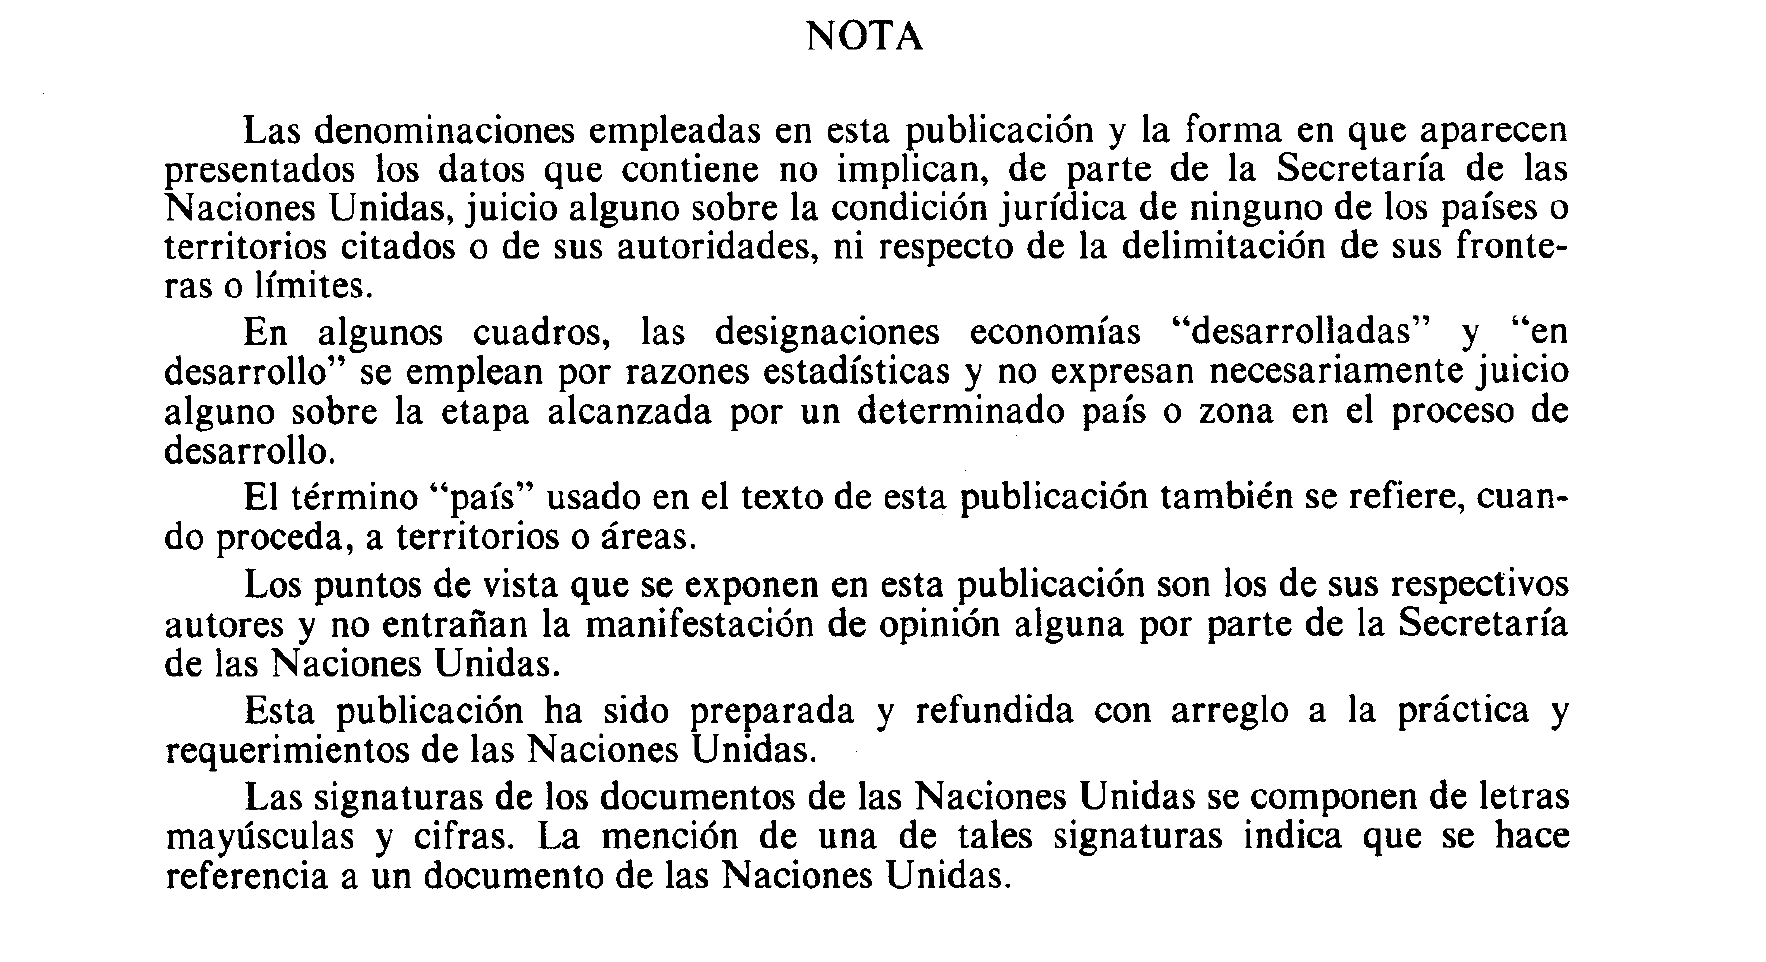 NOTA
Las denominaciones empleadas en esta publicación y la forma en que aparecen
presentados los datos que contiene no implican, de parte de la Secretaría de las
Naciones Unidas, juicio alguno sobre la condición jurídica de ninguno de los países o
territorios citados o de sus autoridades, ni respecto de la delimitación de sus fronte-
ras o límites.
En algunos cuadros, las designaciones economías “desarrolladas” y “en
desarrollo” se emplean por razones estadísticas y no expresan necesariamente juicio
alguno sobre la etapa alcanzada por un determinado país o zona en el proceso de
desarrollo.
El término “país” usado en el texto de esta publicación también se refiere, cuan-
do proceda, a territorios o áreas.
Los puntos de vista que se exponen en esta publicación son los de sus respectivos
autores y no entrañan la manifestación de opinión alguna por parte de la Secretaría
de las Naciones Unidas.
Esta publicación ha sido preparada y refundida con arreglo a la práctica y
requerimientos de las Naciones Unidas.
Las signaturas de los documentos de las Naciones Unidas se componen de letras
mayúsculas y cifras. La mención de una de tales signaturas indica que se hace
referencia a un documento de las Naciones Unidas.